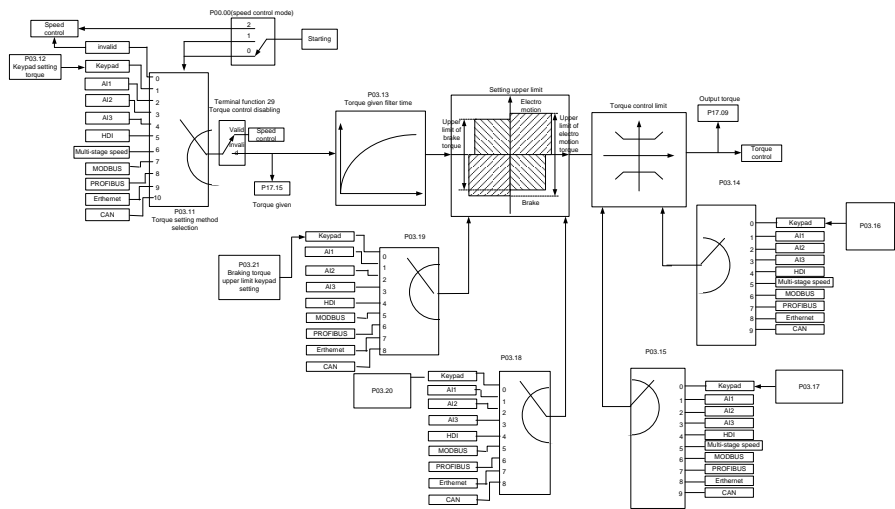 P00.00(speed control mode)
Speed
control
2
1
0
Starting
invalid
P03.12
Keypad setting
torque
Keypad
AI1
AI2
AI3
HDI
Multi-stage speed
MODBUS
PROFIBUS
Erthernet
CAN
0
1
2
3
4
5
6
7
8
9
10
P03.11
Torque setting method
selection
Terminal function 29
Torque control disabling
Valid
Invali
d
Speed
control
P17.15
Torque given
P03.13
Torque given filter time
Setting upper limit
Electro
motion
Upper
limit of
brake
torque
Upper
limit of
electro
motion
torque
Brake
Torque control limit
Output torque
P17.09
Torque
control
P03.14
Keypad
AI1
AI2
AI3
HDI
Multi-stage speed
MODBUS
PROFIBUS
Erthernet
CAN
0
1
2
3
4
5
6
7
8
9
P03.16
P03.19
P03.21
Braking torque
upper limit keypad
setting
Keypad
AI1
AI2
AI3
HDI
MODBUS
PROFIBUS
Erthernet
CAN
0
1
2
3
4
5
6
7
8
P03.18
P03.20
Keypad
AI1
AI2
AI3
HDI
MODBUS
PROFIBUS
Erthernet
CAN
0
1
2
3
4
5
6
7
8
P03.15
0
1
2
3
4
5
6
7
8
9
Keypad
AI1
AI2
AI3
HDI
Multi-stage speed
MODBUS
PROFIBUS
Erthernet
CAN
P03.17